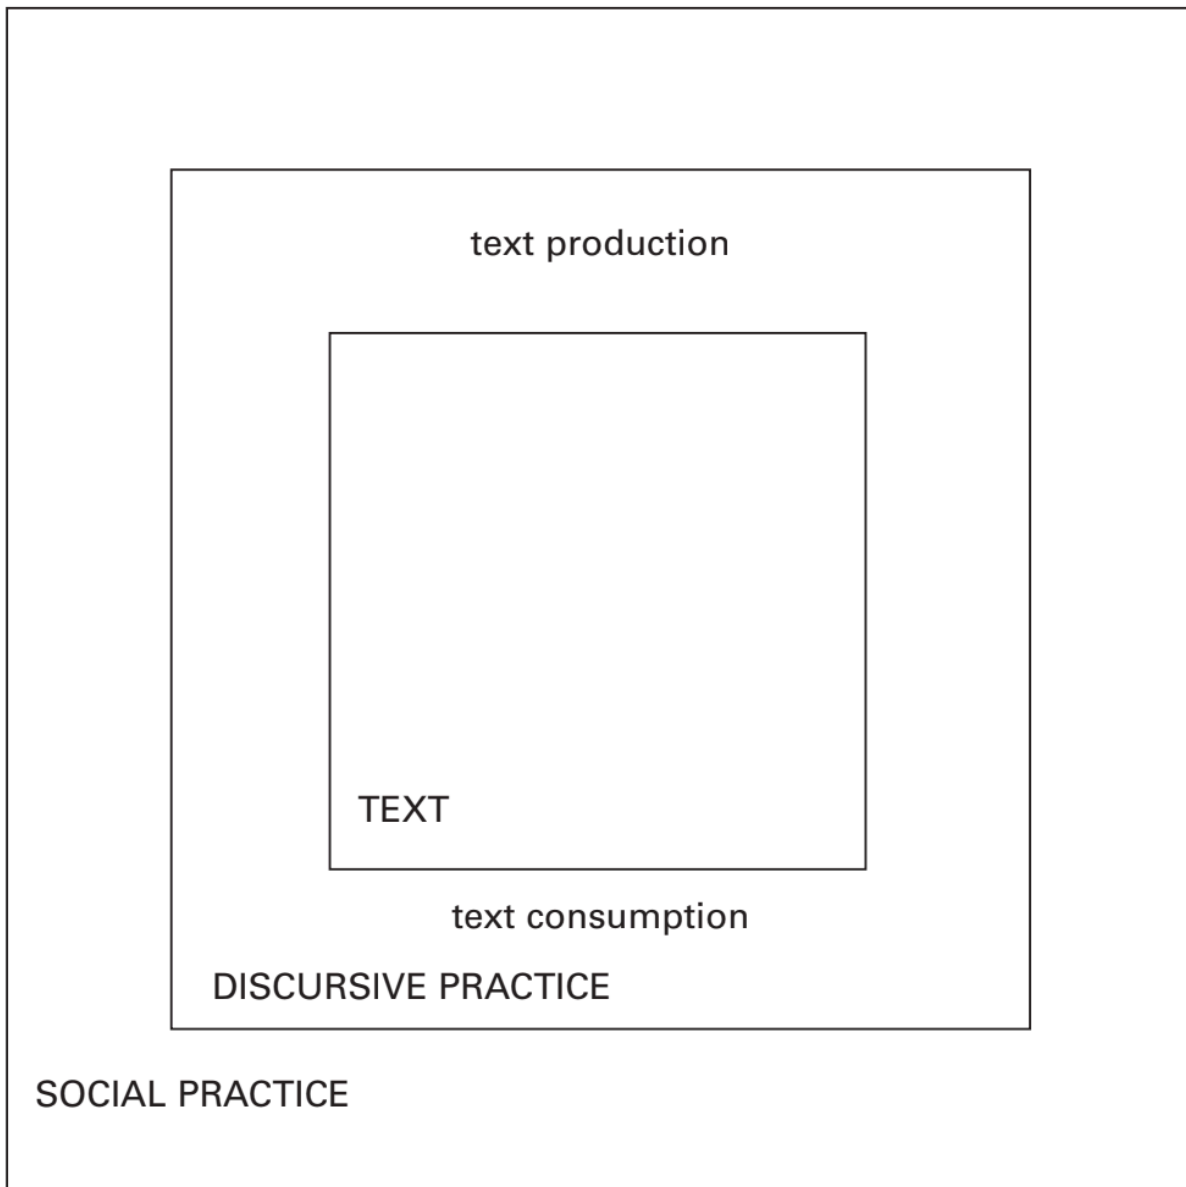 text production
TEXT
text consumption
DISCURSIVE PRACTICE
SOCIAL PRACTICE